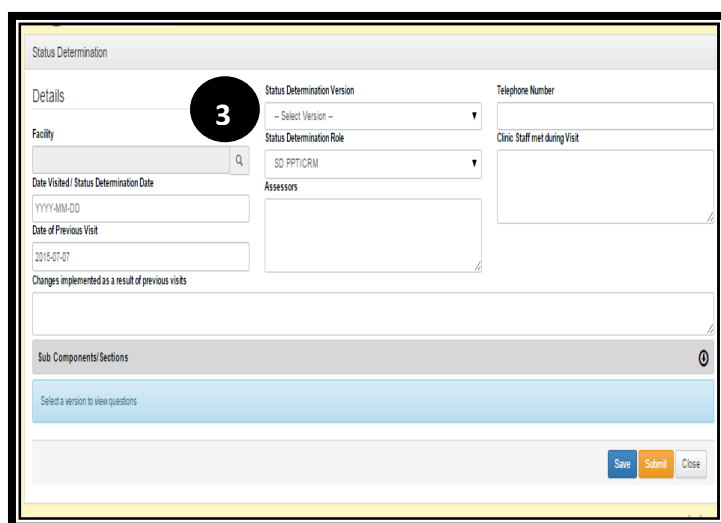 Status Determination
Details
Facility
Date Visited / Status Determination Date
YYYY-MM-DD
Date of Previous Visit
2015-07-07
3
Status Determination Version
-- Select Version --
Status Determination Role
SD PPTICRM
Assessors
Telephone Number
Clinic Staff met during Visit
Changes implemented as a result of previous visits
Sub Components/Sections
Select a version to view questions
Save Submit Close